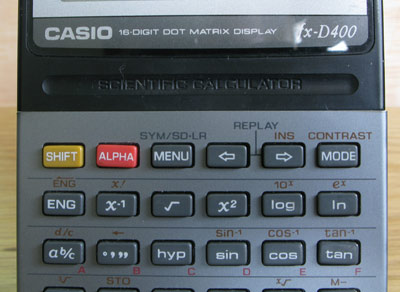 CASIO 16-DIGIT DOT MATRIX DISPLAY fx-D400
SCIENTIFIC CALCULATOR
REPLAY
SYM/SD-LR INS CONTRAST
SHIFT ALPHA MENU ⇦ ⇨ MODE
ENG x! 10ˣ eˣ
ENG x⁻¹ √ x² log ln
d/c ← sin⁻¹ cos⁻¹ tan⁻¹
a b/c °,,, hyp sin cos tan
A B C D E F
√ STO ˣ√ M–